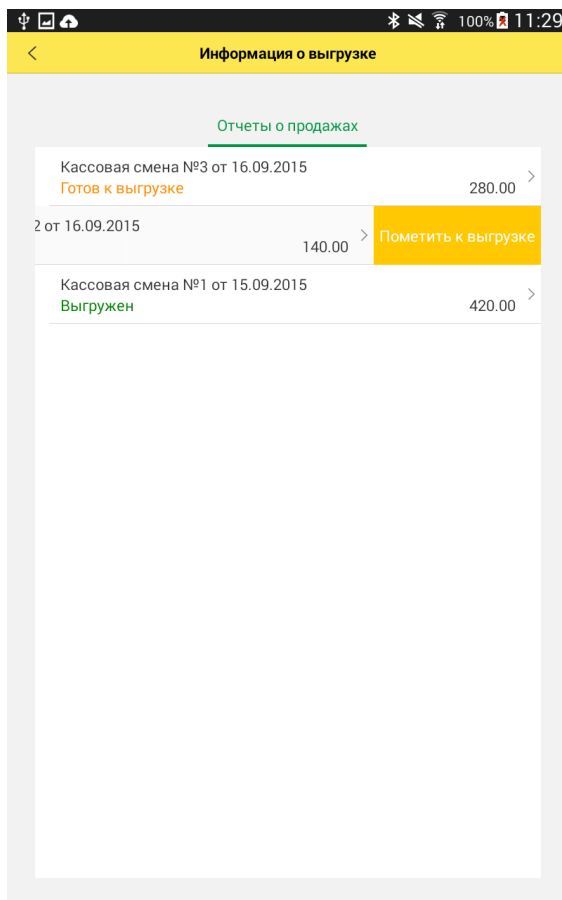 100% 11:29
Информация о выгрузке
Отчеты о продажах
Кассовая смена №3 от 16.09.2015
Готов к выгрузке
280.00
2 от 16.09.2015
140.00
Пометить к выгрузке
Кассовая смена №1 от 15.09.2015
Выгружен
420.00